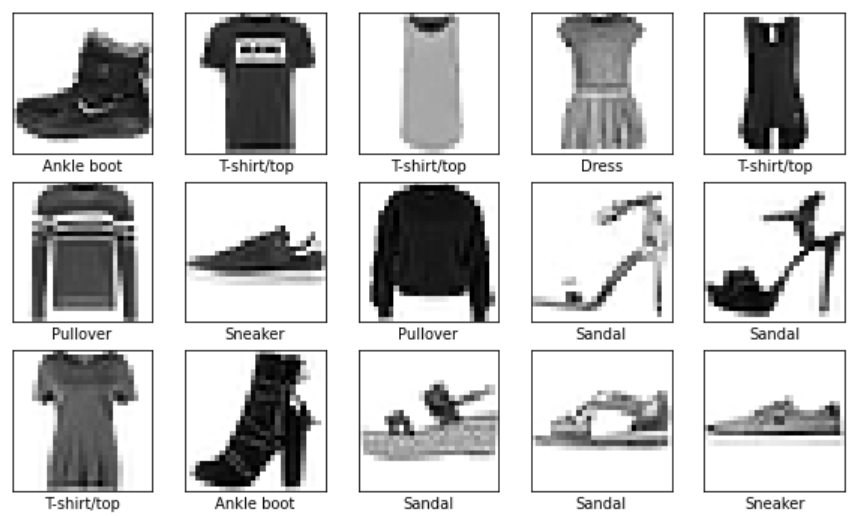 Ankle boot T-shirt/top T-shirt/top Dress T-shirt/top
Pullover Sneaker Pullover Sandal Sandal
T-shirt/top Ankle boot Sandal Sandal Sneaker